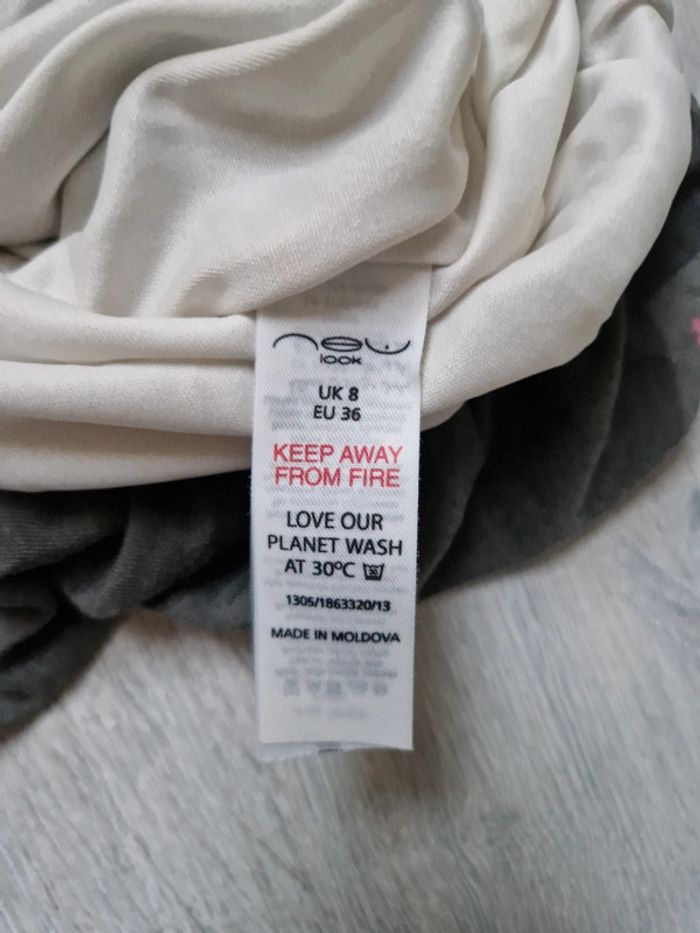 new
look
UK 8
EU 36
KEEP AWAY
FROM FIRE
LOVE OUR
PLANET WASH
AT 30ºC 30
1305/1863320/13
MADE IN MOLDOVA